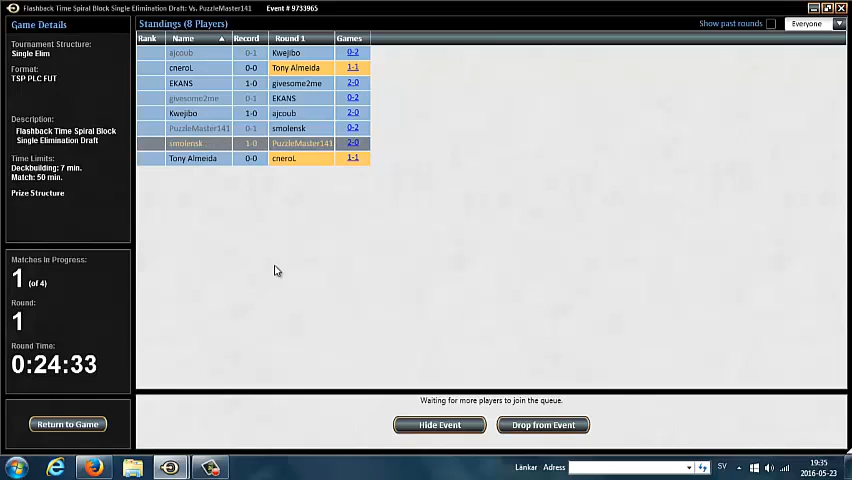 Flashback Time Spiral Block Single Elimination Draft: Vs. PuzzleMaster141 Event # 9733965
Game Details
Tournament Structure:
Single Elim
Format:
TSP PLC FUT
Description:
Flashback Time Spiral Block
Single Elimination Draft
Time Limits:
Deckbuilding: 7 min.
Match: 50 min.
Prize Structure
Matches In Progress:
1 (of 4)
Round:
1
Round Time:
0:24:33
Return to Game
Standings (8 Players)
Show past rounds Everyone
Rank Name Record Round 1 Games
ajcoub 0-1 Kwejibo 0-2
cneroL 0-0 Tony Almeida 1-1
EKANS 1-0 givesome2me 2-0
givesome2me 0-1 EKANS 0-2
Kwejibo 1-0 ajcoub 2-0
PuzzleMaster141 0-1 smolensk 0-2
smolensk 1-0 PuzzleMaster141 2-0
Tony Almeida 0-0 cneroL 1-1
Waiting for more players to join the queue.
Hide Event Drop from Event
Länkar Adress SV 19:35
2016-05-23